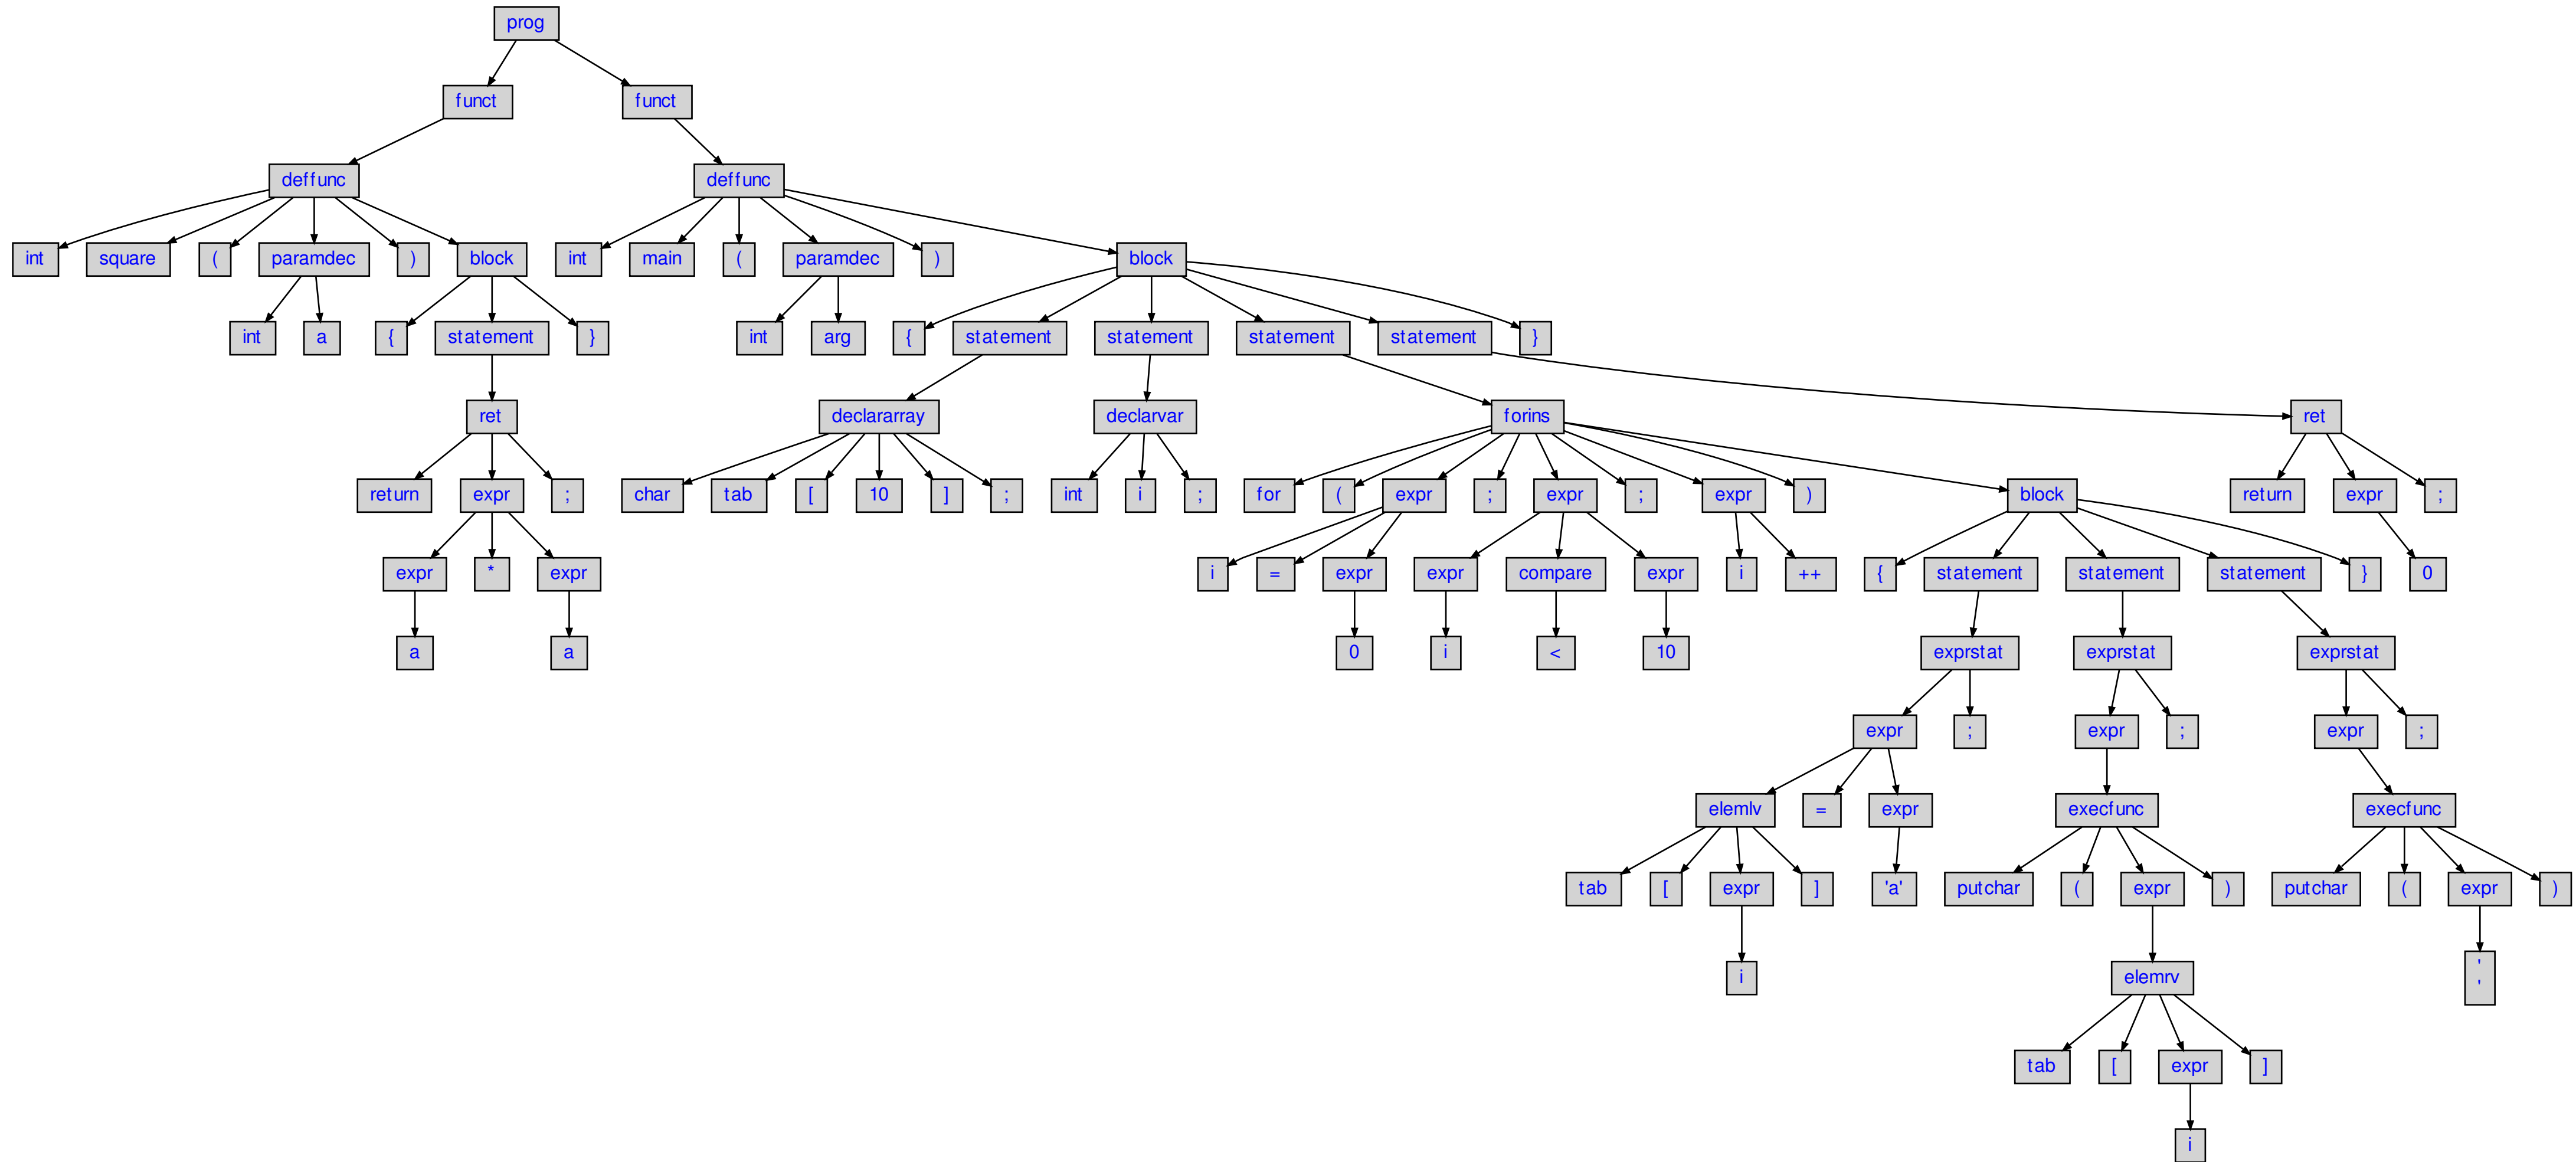 prog
funct funct
deffunc deffunc
int square ( paramdec ) block int main ( paramdec ) block
int a { statement } int arg { statement statement statement statement }
ret declararray declarvar forins ret
return expr ; char tab [ 10 ] ; int i ; for ( expr ; expr ; expr ) block return expr ;
expr * expr i = expr expr compare expr i ++ { statement statement statement } 0
a a 0 i < 10 exprstat exprstat exprstat
expr ; expr ; expr ;
elemlv = expr execfunc execfunc
tab [ expr ] 'a' putchar ( expr ) putchar ( expr )
'
i elemrv
'
tab [ expr ]
i